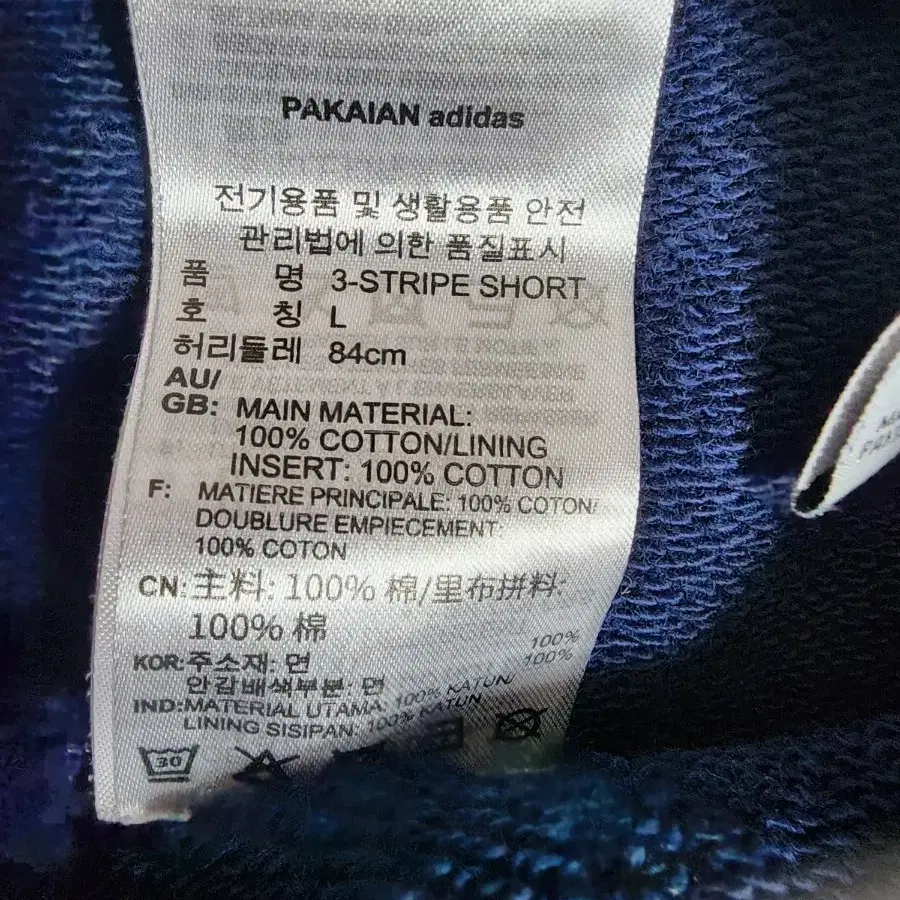 PAKAIAN adidas
전기용품 및 생활용품 안전
관리법에 의한 품질표시
품 명 3-STRIPE SHORT
호 칭 L
허리둘레 84cm
AU/
GB: MAIN MATERIAL:
100% COTTON/LINING
INSERT: 100% COTTON
F: MATIERE PRINCIPALE: 100% COTON/
DOUBLURE EMPIECEMENT:
100% COTON
CN: 主料: 100% 棉/里布拼料:
100% 棉
KOR: 주소재: 면 100%
안감배색부분: 면 100%
IND: MATERIAL UTAMA: 100% KATUN/
LINING SISIPAN: 100% KATUN
30